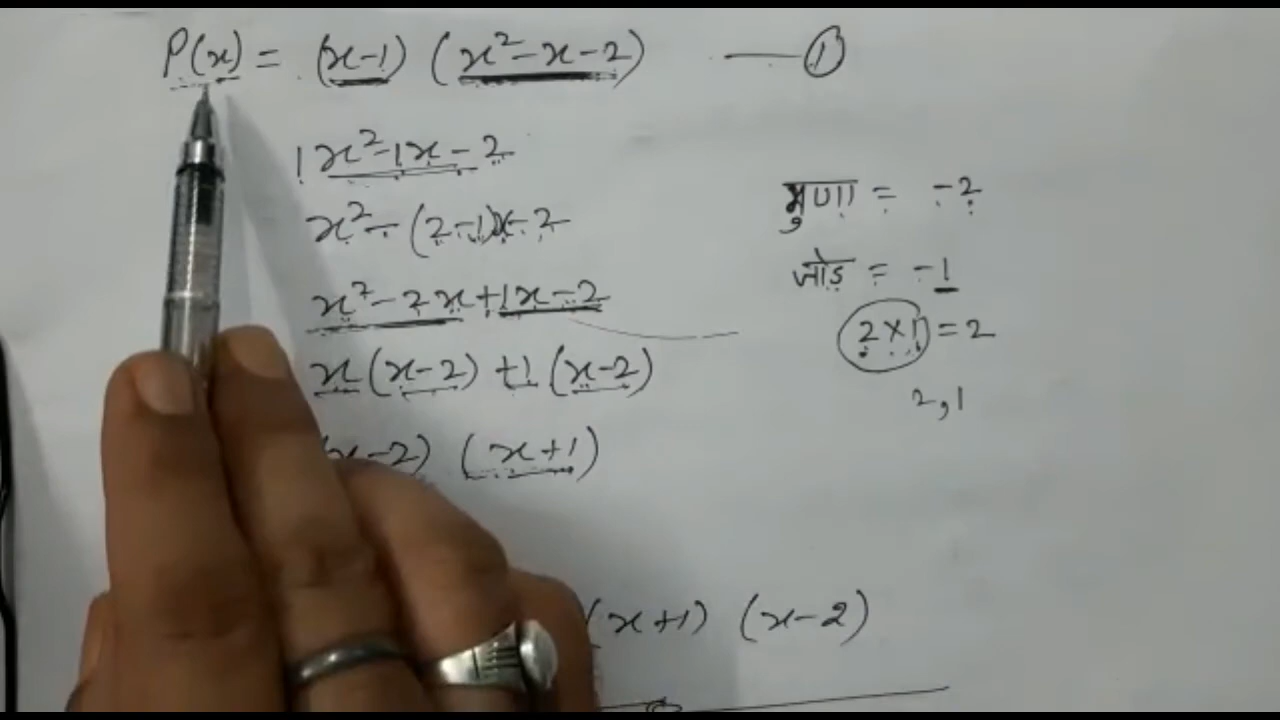 P(x) = (x-1) (x²-x-2) —— ①
1x²-1x-2
x²-(2-1)x-2
गुणा = -2
जोड = -1
x²-2x+1x-2
2×1=2
x(x-2) +1 (x-2)
2,1
(x-2) (x+1)
(x+1) (x-2)